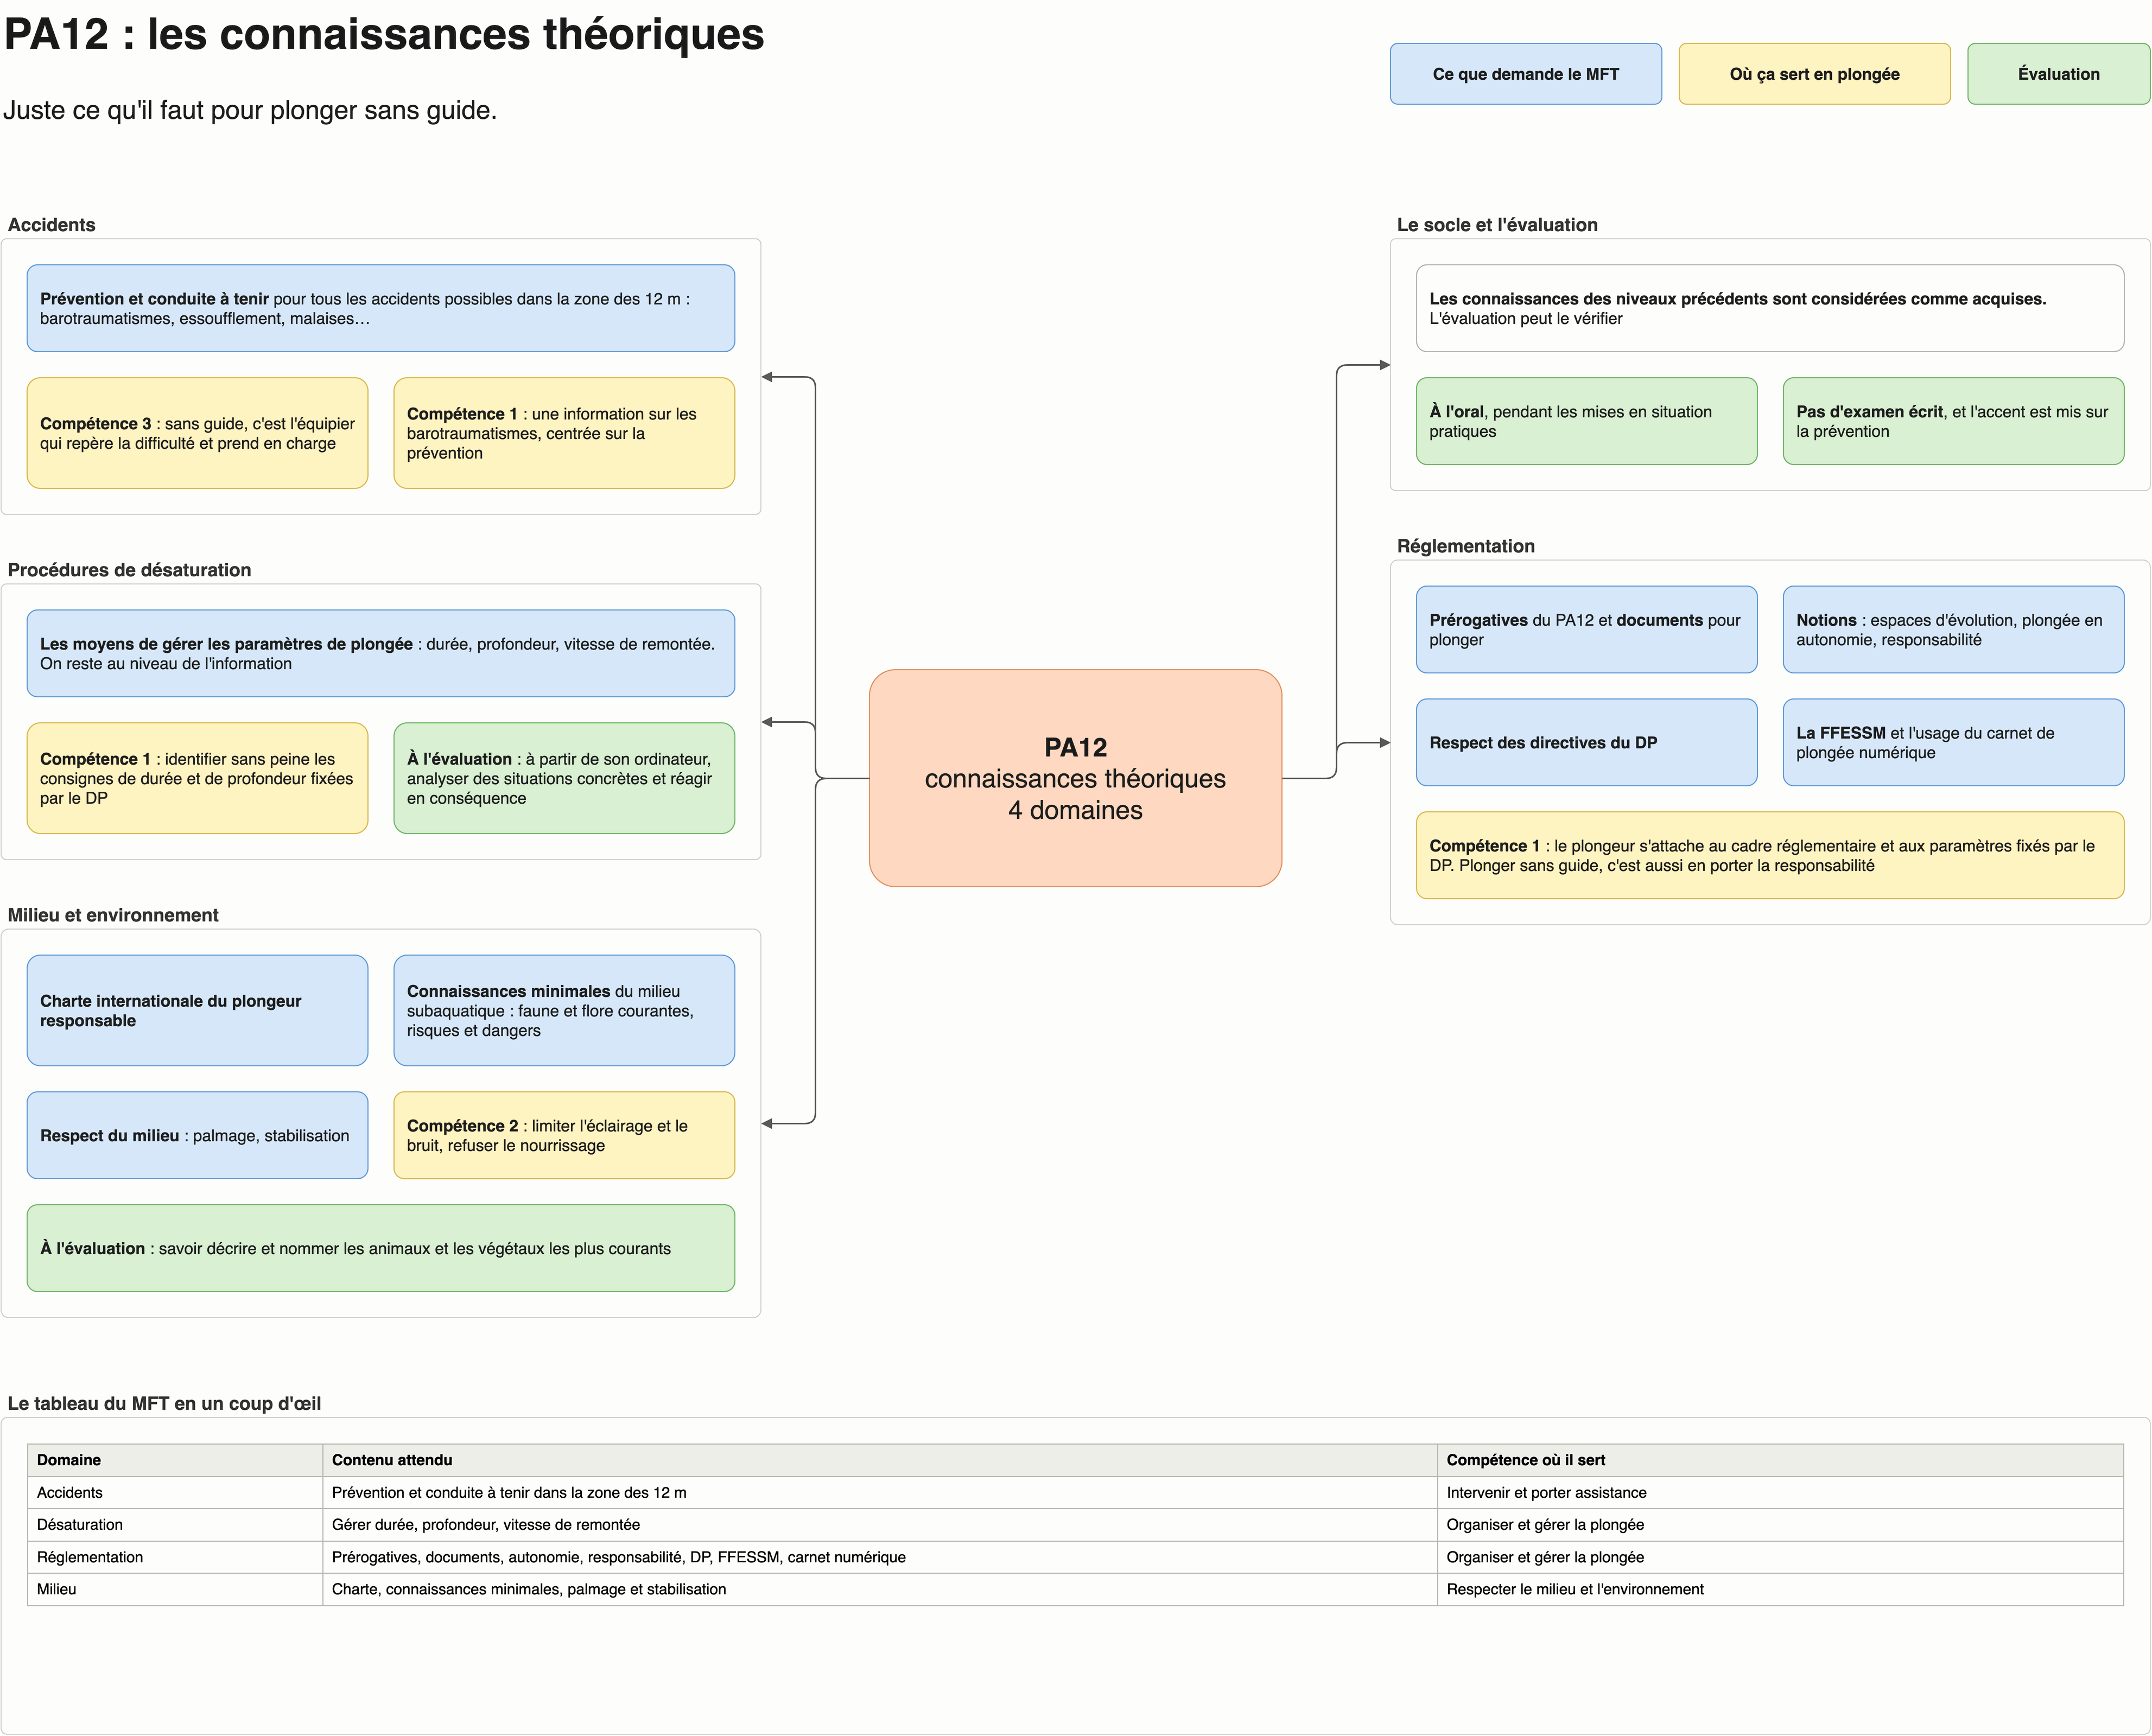 PA12 : les connaissances théoriques
Juste ce qu'il faut pour plonger sans guide.
Ce que demande le MFT
Où ça sert en plongée
Évaluation
Accidents
Prévention et conduite à tenir pour tous les accidents possibles dans la zone des 12 m :
barotraumatismes, essoufflement, malaises…
Compétence 3 : sans guide, c'est l'équipier
qui repère la difficulté et prend en charge
Compétence 1 : une information sur les
barotraumatismes, centrée sur la
prévention
Procédures de désaturation
Les moyens de gérer les paramètres de plongée : durée, profondeur, vitesse de remontée.
On reste au niveau de l'information
Compétence 1 : identifier sans peine les
consignes de durée et de profondeur fixées
par le DP
À l'évaluation : à partir de son ordinateur,
analyser des situations concrètes et réagir
en conséquence
Milieu et environnement
Charte internationale du plongeur
responsable
Connaissances minimales du milieu
subaquatique : faune et flore courantes,
risques et dangers
Respect du milieu : palmage, stabilisation
Compétence 2 : limiter l'éclairage et le
bruit, refuser le nourrissage
À l'évaluation : savoir décrire et nommer les animaux et les végétaux les plus courants
PA12
connaissances théoriques
4 domaines
Le socle et l'évaluation
Les connaissances des niveaux précédents sont considérées comme acquises.
L'évaluation peut le vérifier
À l'oral, pendant les mises en situation
pratiques
Pas d'examen écrit, et l'accent est mis sur
la prévention
Réglementation
Prérogatives du PA12 et documents pour
plonger
Notions : espaces d'évolution, plongée en
autonomie, responsabilité
Respect des directives du DP
La FFESSM et l'usage du carnet de
plongée numérique
Compétence 1 : le plongeur s'attache au cadre réglementaire et aux paramètres fixés par le
DP. Plonger sans guide, c'est aussi en porter la responsabilité
Le tableau du MFT en un coup d'œil
Domaine Contenu attendu Compétence où il sert
Accidents Prévention et conduite à tenir dans la zone des 12 m Intervenir et porter assistance
Désaturation Gérer durée, profondeur, vitesse de remontée Organiser et gérer la plongée
Réglementation Prérogatives, documents, autonomie, responsabilité, DP, FFESSM, carnet numérique Organiser et gérer la plongée
Milieu Charte, connaissances minimales, palmage et stabilisation Respecter le milieu et l'environnement